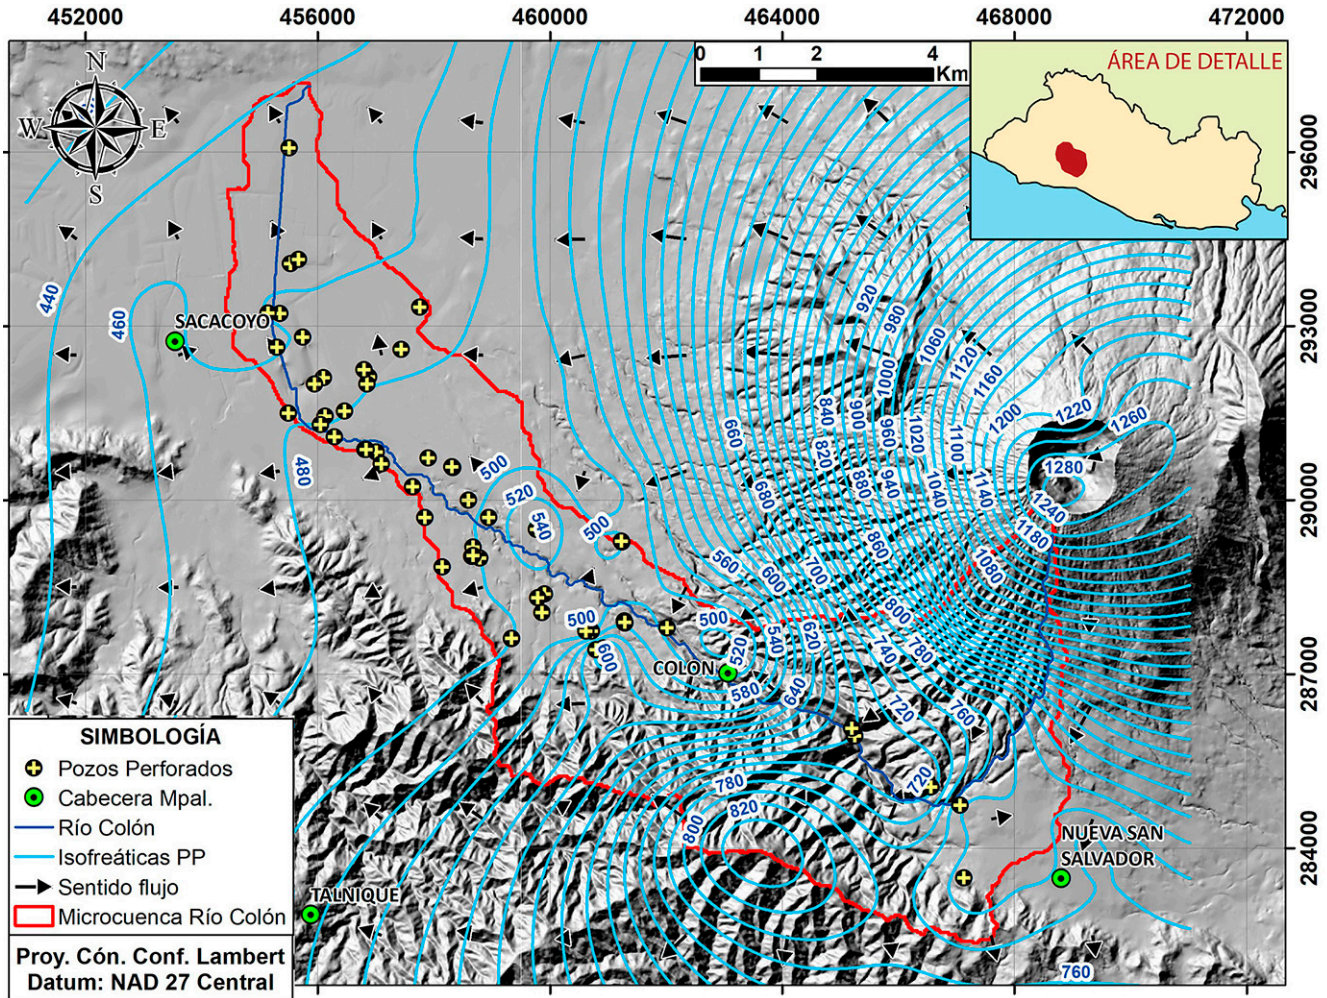 452000 456000 460000 464000 468000 472000
N
W E
S
0 1 2 4
Km
ÁREA DE DETALLE
296000
293000
290000
287000
284000
440
460
SACACOYO
480
500
520
540
500
500
600
560
600
700
660
680
840
820
900
880
860
920
980
1000
960
940
1020
1040
1060
1120
1160
1100
1140
1080
1200
1220
1260
1280
1240
1180
500
520
540
620
COLON
580
640
800
740
780
720
760
720
780
820
800
NUEVA SAN
SALVADOR
TALNIQUE
760
SIMBOLOGÍA
Pozos Perforados
Cabecera Mpal.
Río Colón
Isofreáticas PP
Sentido flujo
Microcuenca Río Colón
Proy. Cón. Conf. Lambert
Datum: NAD 27 Central